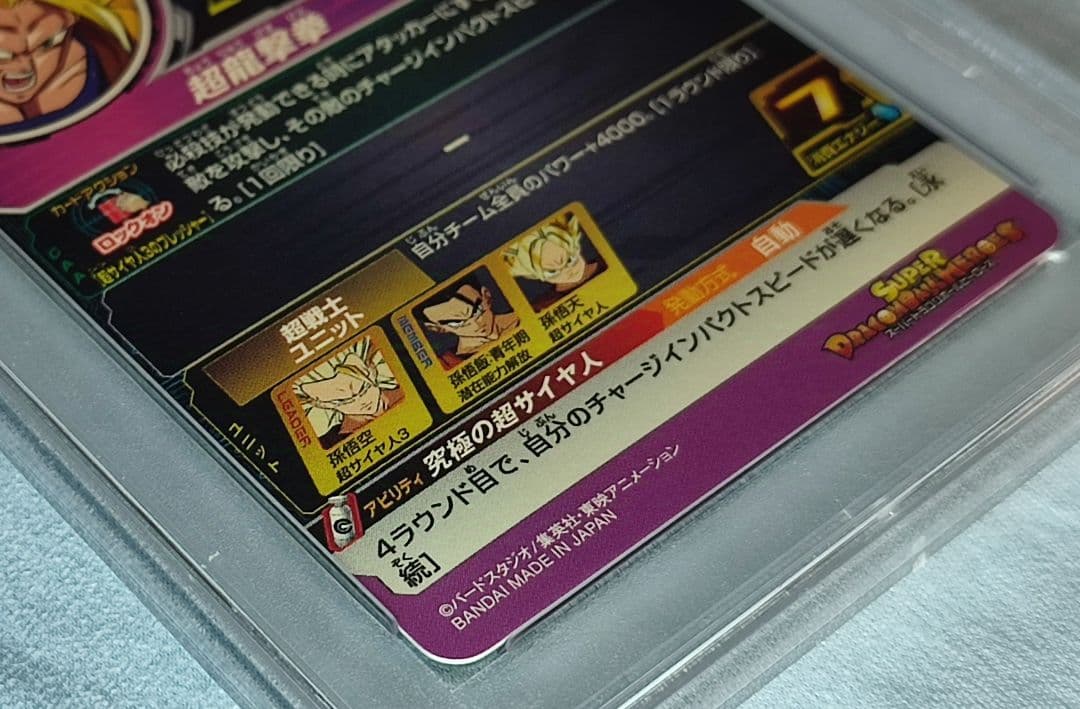 超龍撃拳
必殺技が発動できる時にアタッカーにす
敵を攻撃し、その敵のチャージインパクトスピ
る。[1回限り]
カードアクション
ロックオン
超サイヤ人3のプレッシャー
ー
自分チーム全員のパワー+4000。[1ラウンド限り]
7
消費エナジー
超戦士
ユニット
ユニット
LEADER
孫悟空
超サイヤ人3
MEMBER
孫悟飯:青年期
潜在能力解放
孫悟天
超サイヤ人
アビリティ 究極の超サイヤ人 発動方式 自動
4ラウンド目で、自分のチャージインパクトスピードが遅くなる。[永
続]
SUPER
DRAGONBALL HEROES
スーパードラゴンボールヒーローズ
©バードスタジオ/集英社・東映アニメーション
BANDAI MADE IN JAPAN